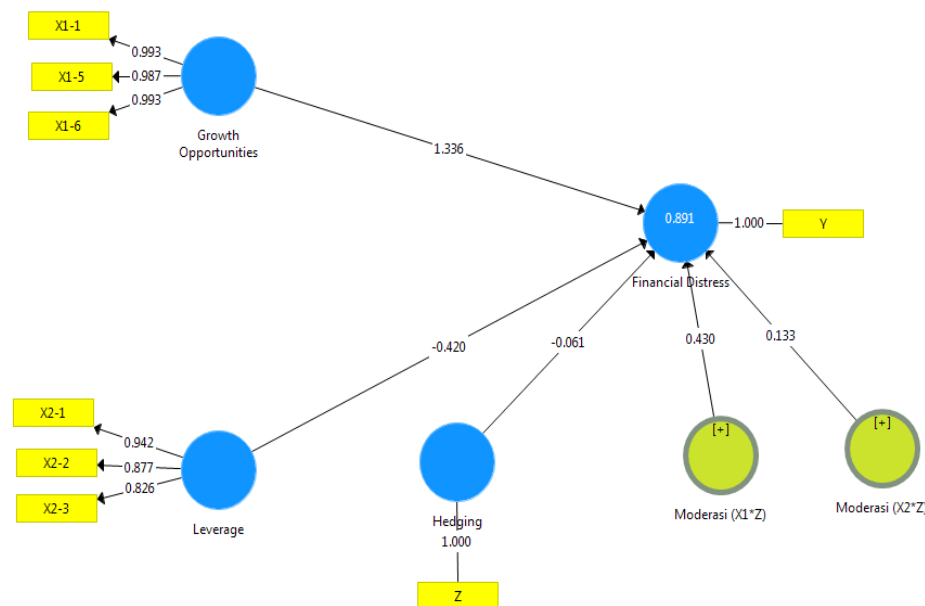 X1-1
0.993
X1-5
0.987
0.993
X1-6
Growth
Opportunities
1.336
0.891
1.000
Y
Financial Distress
-0.420
-0.061
0.430
0.133
X2-1
0.942
X2-2
0.877
0.826
X2-3
Leverage
Hedging
1.000
Z
[+]
Moderasi (X1*Z)
[+]
Moderasi (X2*Z)